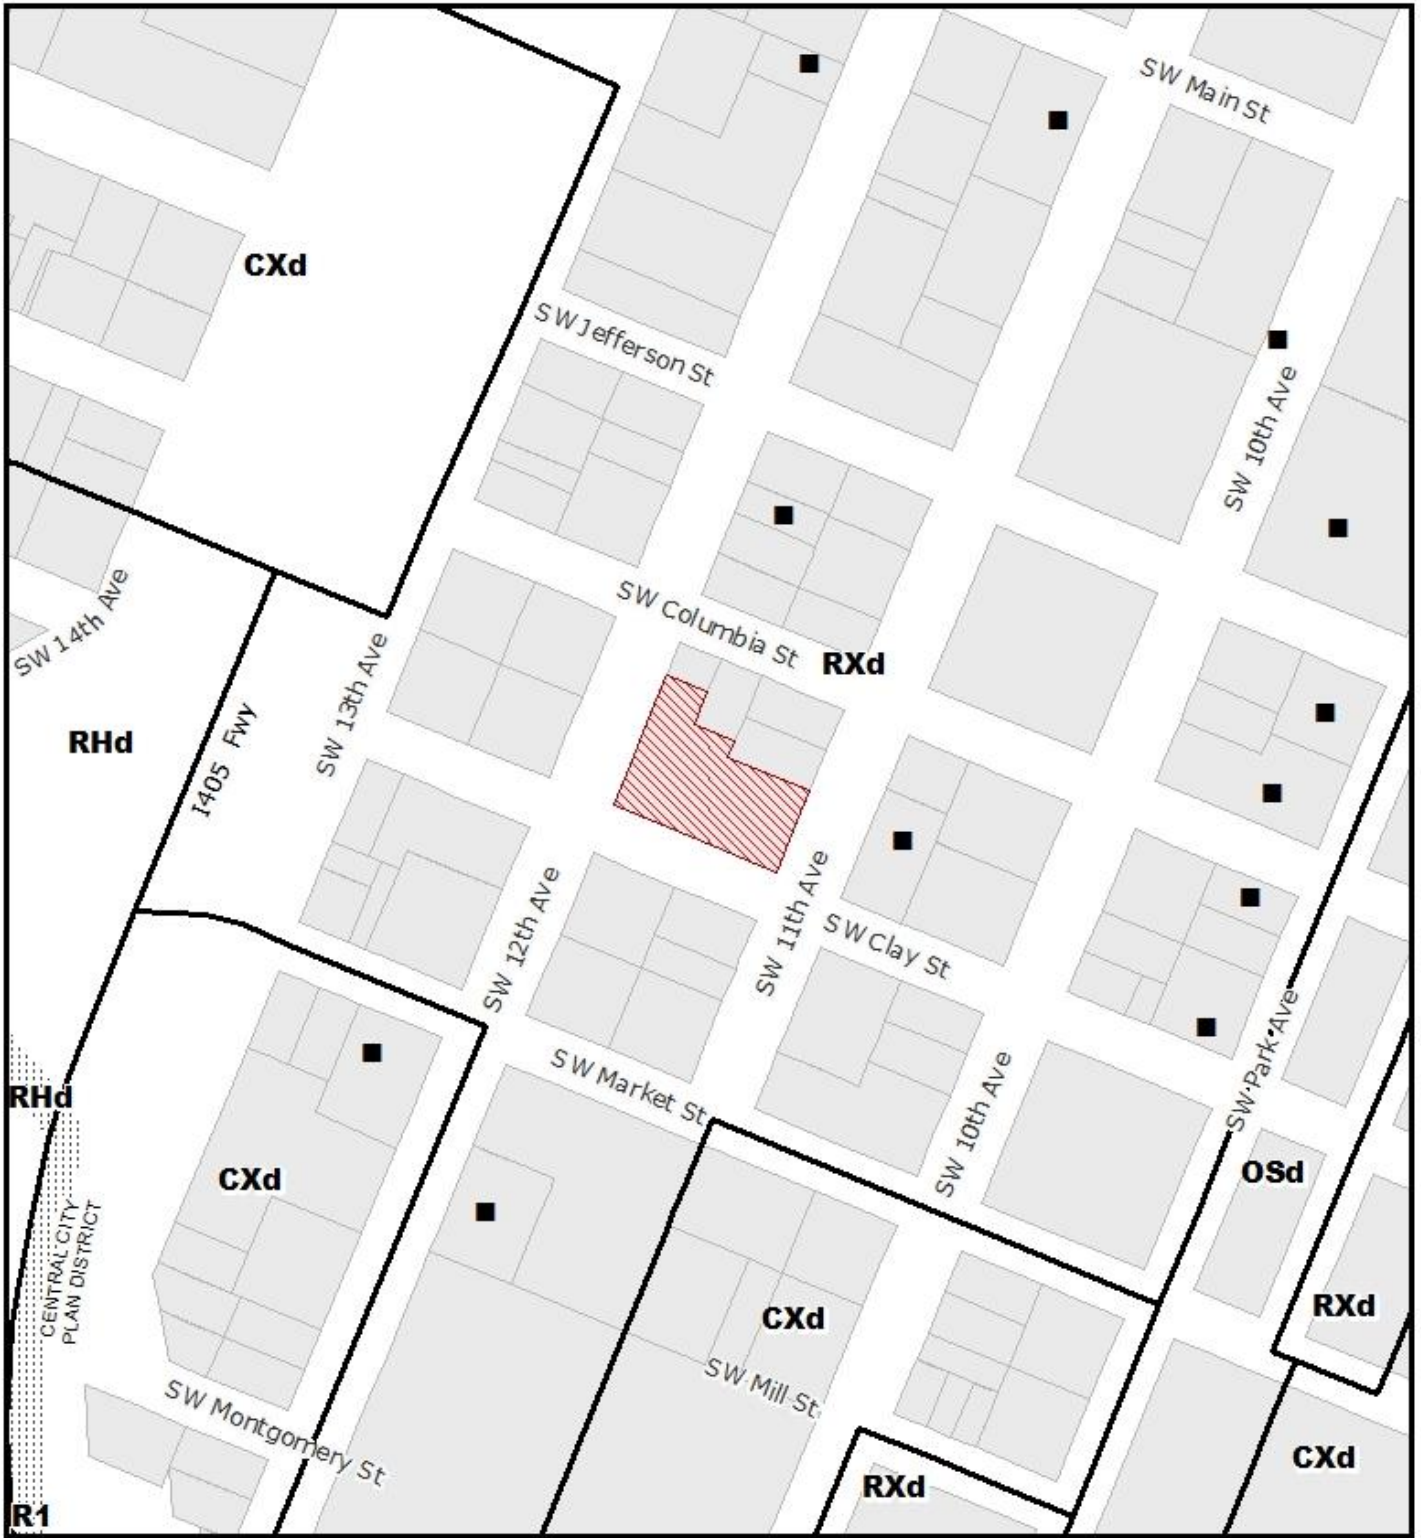 SW Main St
CXd
SW Jefferson St
SW 10th Ave
SW Columbia St
SW 14th Ave
RXd
SW 13th Ave
RHd
I405 Fwy
SW 11th Ave
SW 12th Ave
SW Clay St
SW Park Ave
SW Market St
SW 10th Ave
RHd
CXd
OSd
CENTRAL CITY
PLAN DISTRICT
RXd
CXd
SW Mill St
SW Montgomery St
CXd
RXd
R1